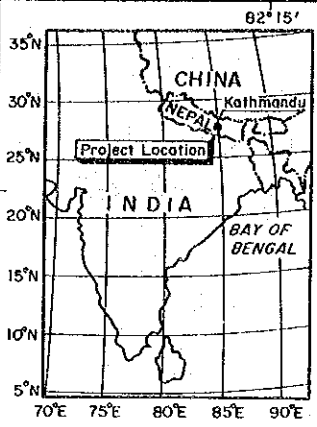 82°15'
35°N
CHINA
30°N
Kathmandu
NEPAL
Project Location
25°N
20°N
INDIA
BAY OF
BENGAL
15°N
10°N
5°N
70°E 75°E 80°E 85°E 90°E